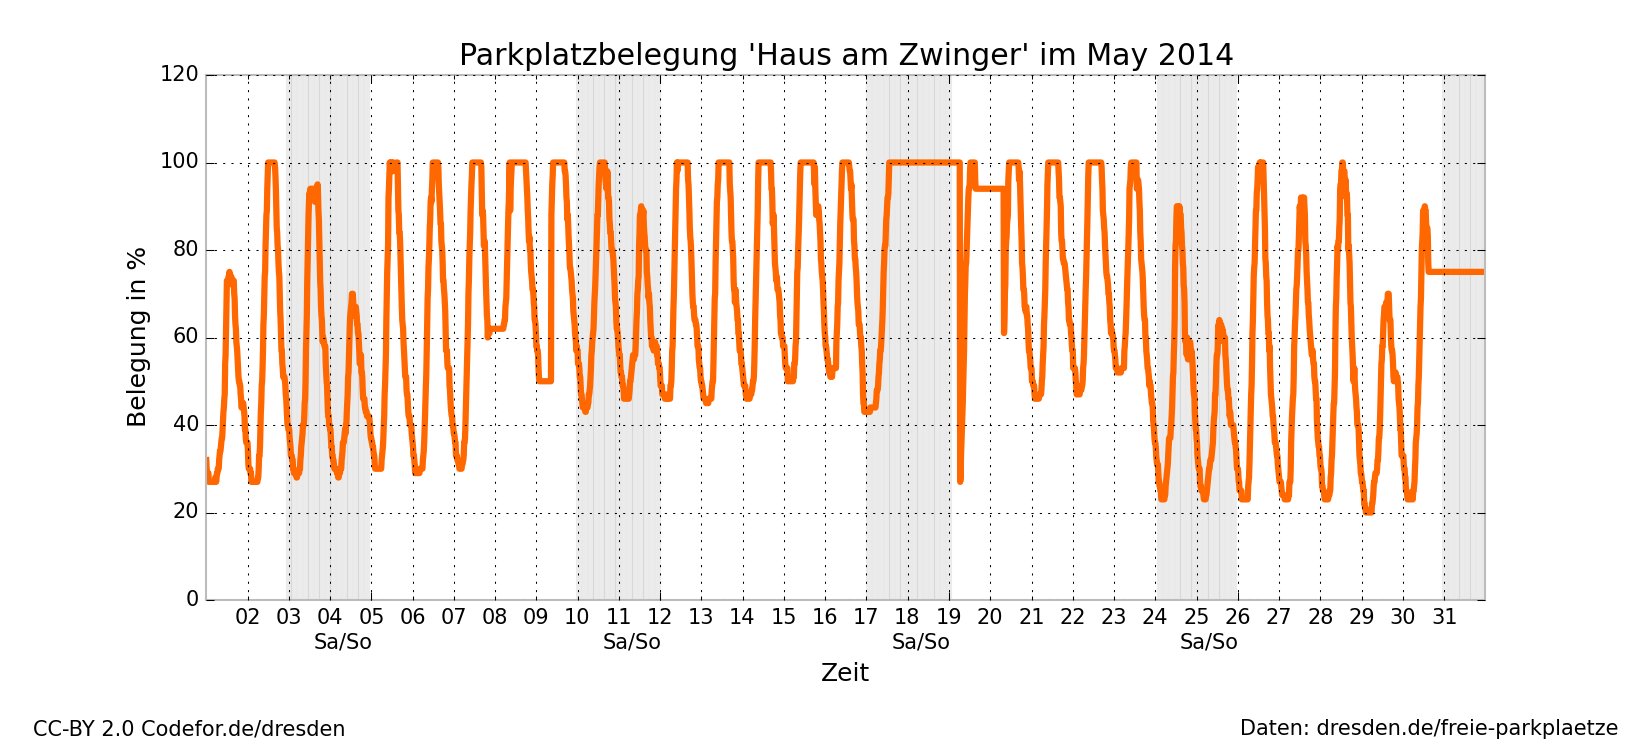 Parkplatzbelegung 'Haus am Zwinger' im May 2014
120
100
80
60
40
20
0
Belegung in %
02 03 04 05 06 07 08 09 10 11 12 13 14 15 16 17 18 19 20 21 22 23 24 25 26 27 28 29 30 31
Sa/So Sa/So Sa/So Sa/So
Zeit
CC-BY 2.0 Codefor.de/dresden
Daten: dresden.de/freie-parkplaetze